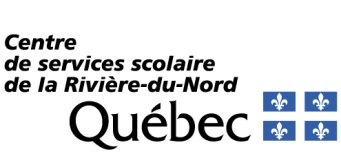 Centre
de services scolaire
de la Rivière-du-Nord
Québec